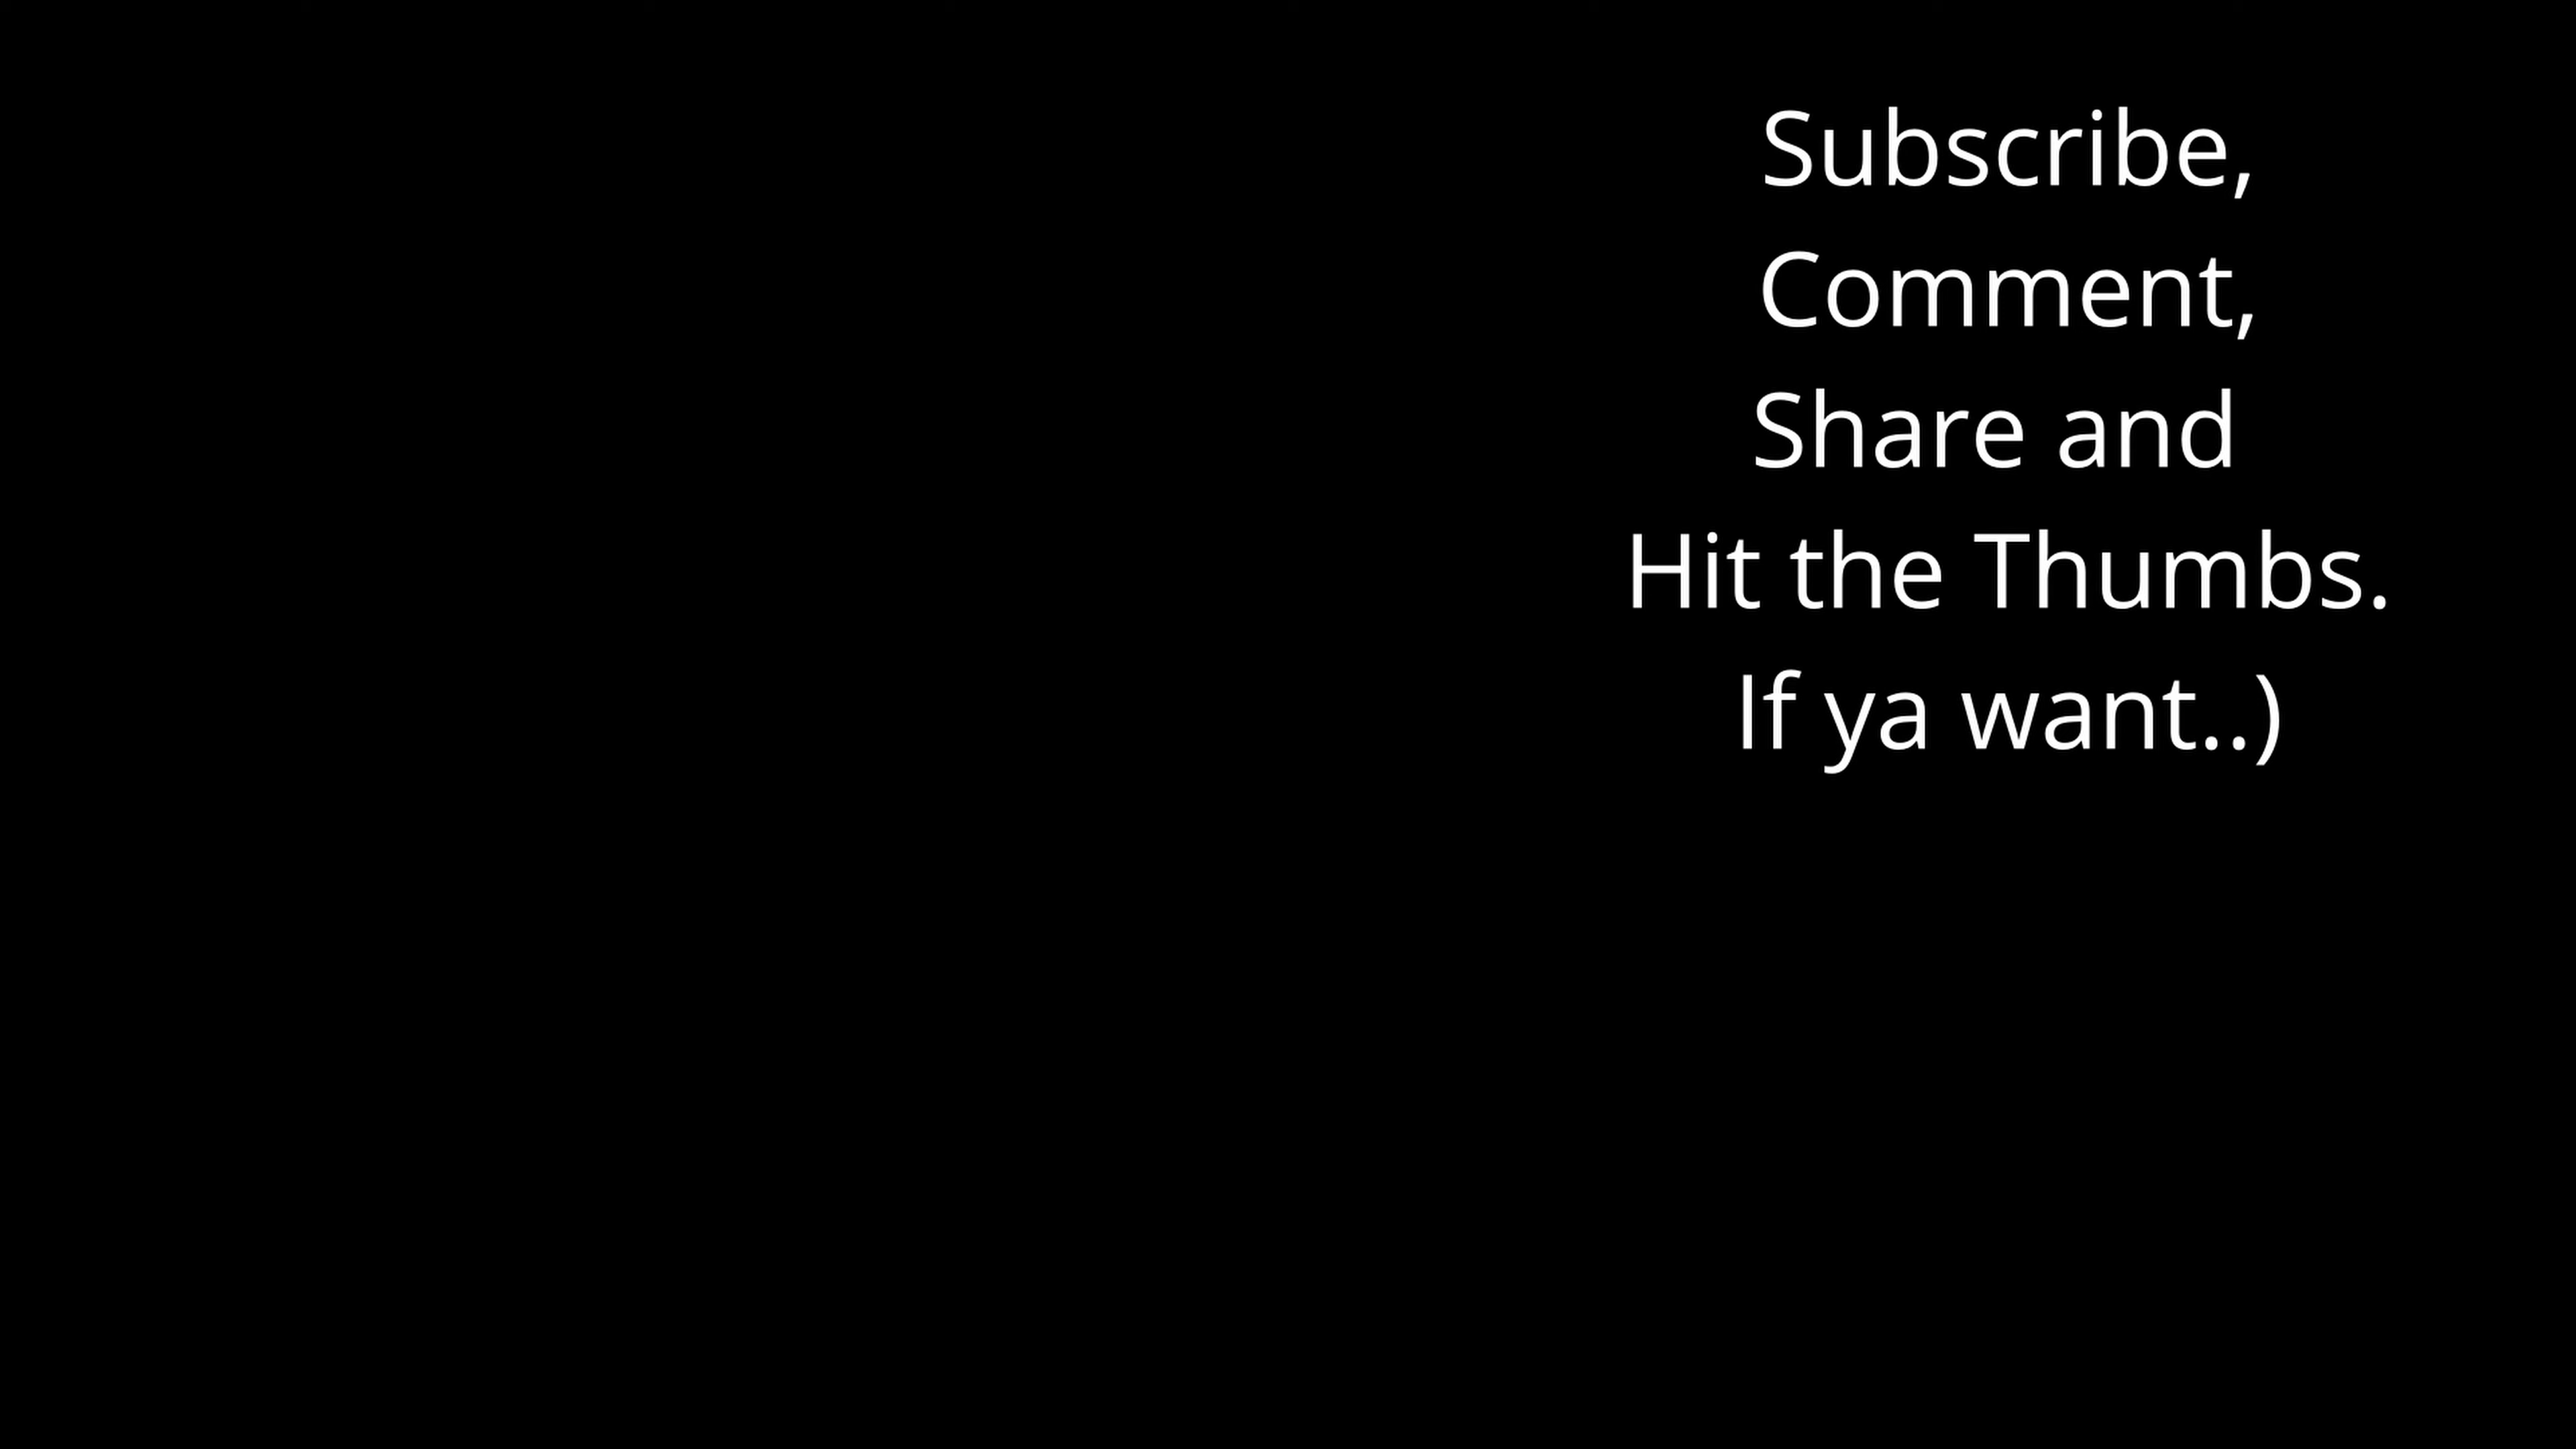 Subscribe,
Comment,
Share and
Hit the Thumbs.
If ya want..)